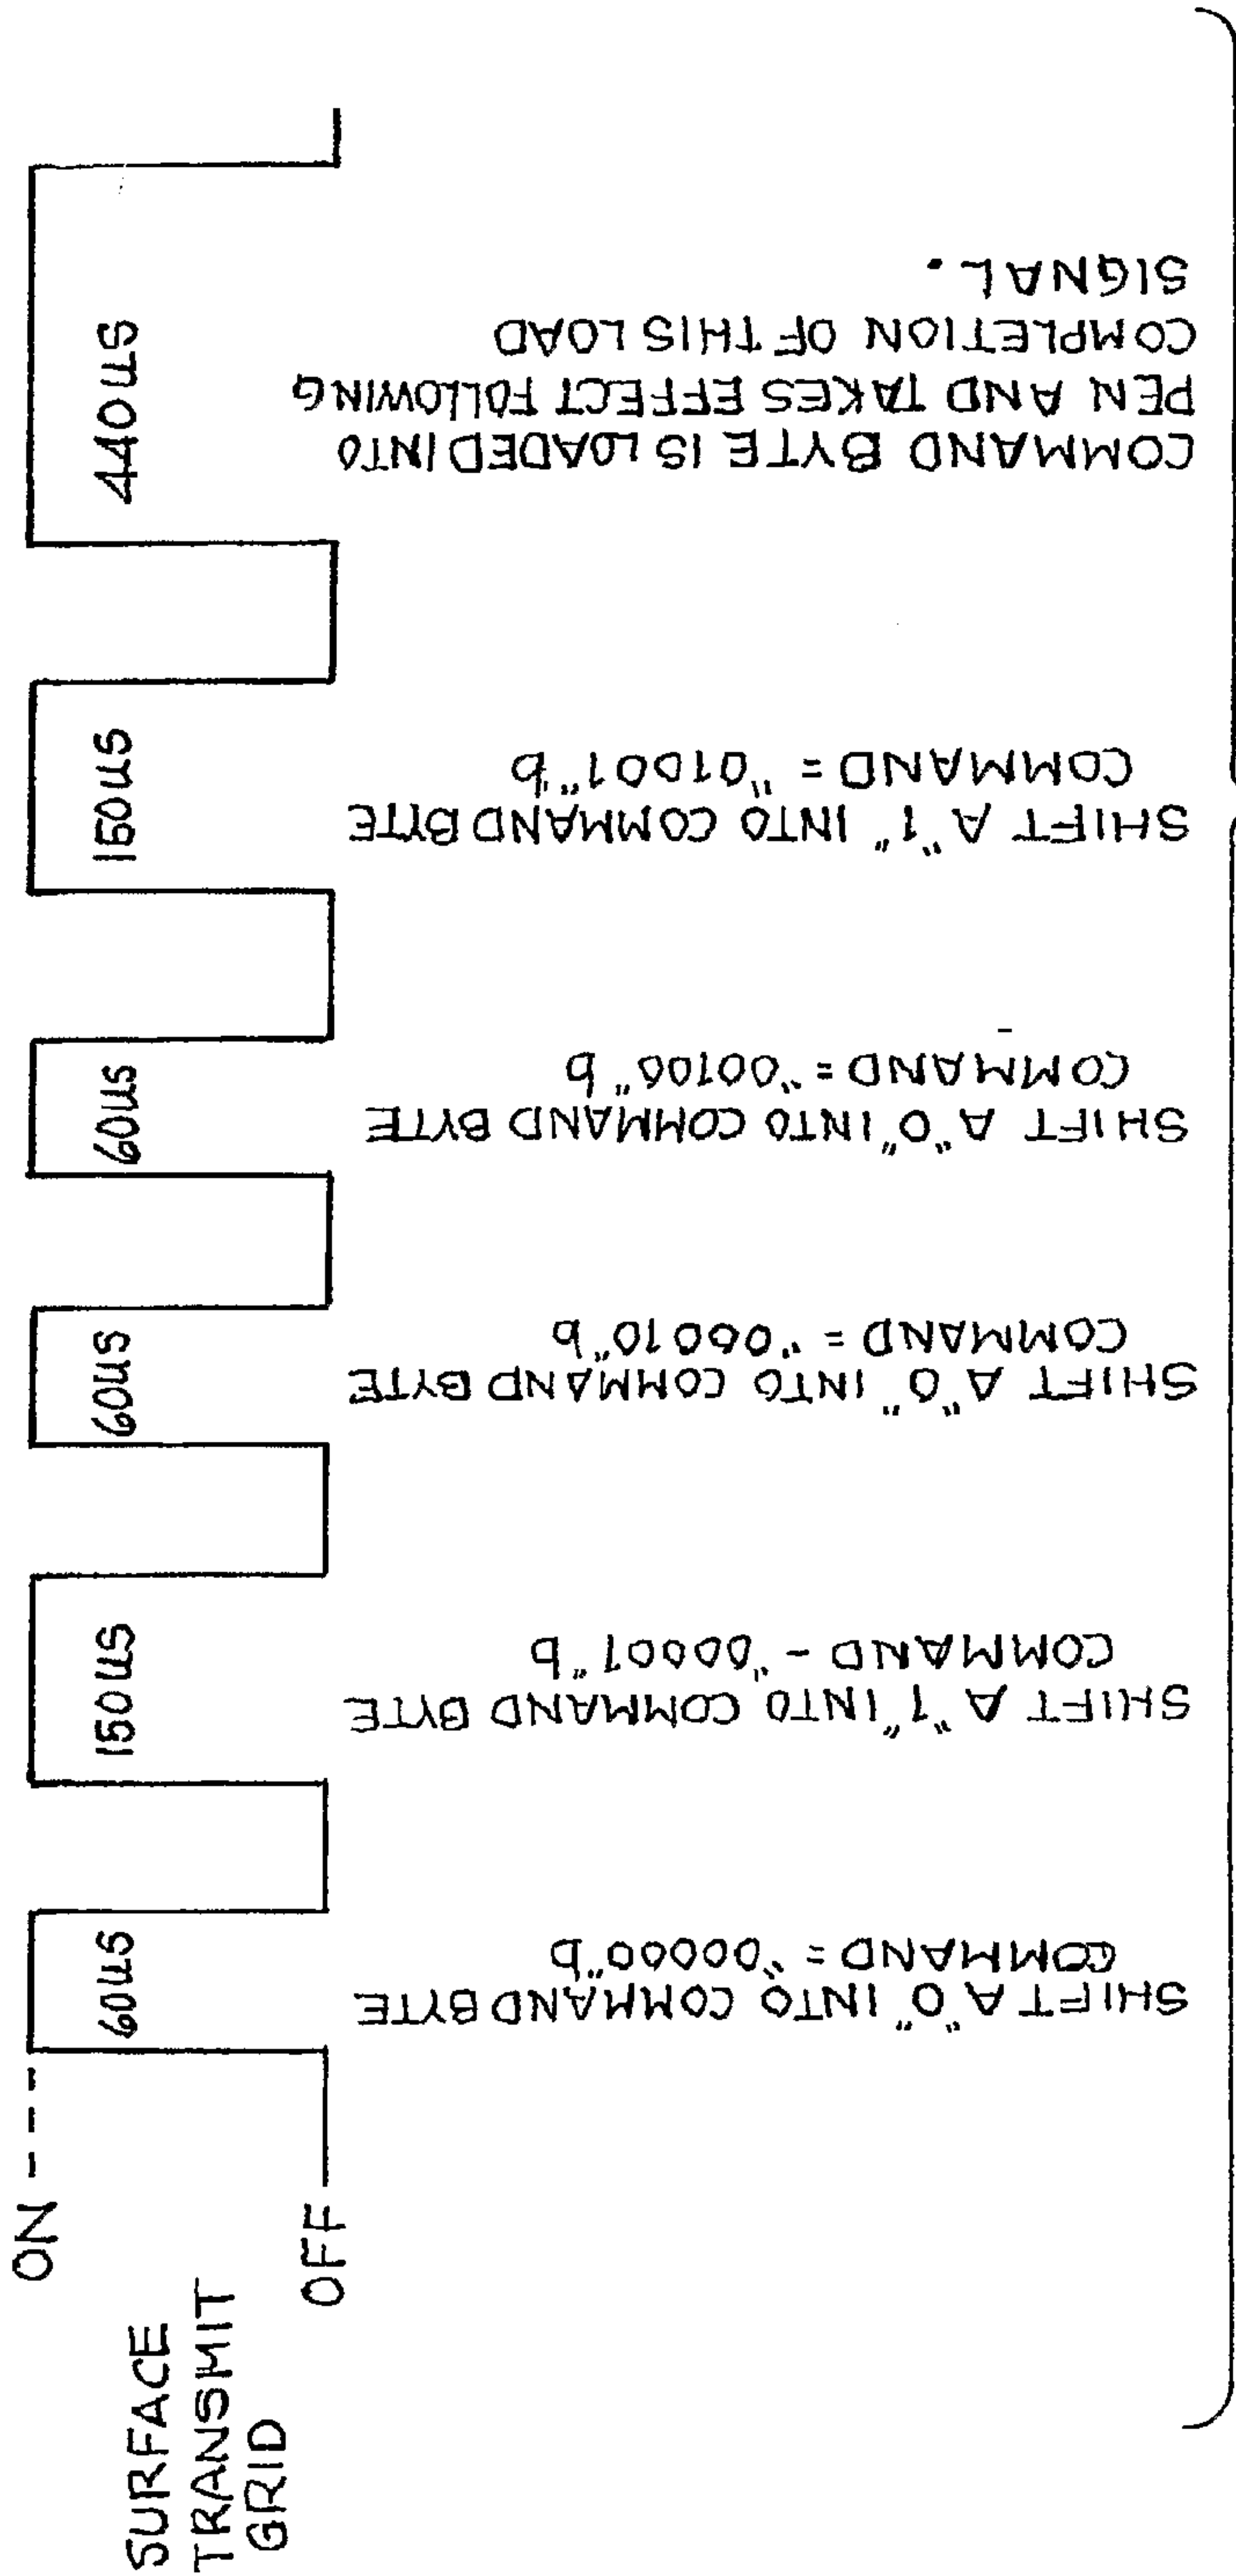 ON
SURFACE
TRANSMIT
GRID
OFF
60us
150us
60us
60us
150us
440us
SHIFT A "0" INTO COMMAND BYTE
COMMAND = "00000"b
SHIFT A "1" INTO COMMAND BYTE
COMMAND - "00001"b
SHIFT A "0" INTO COMMAND BYTE
COMMAND = "00010"b
SHIFT A "0" INTO COMMAND BYTE
COMMAND = "00100"b
SHIFT A "1" INTO COMMAND BYTE
COMMAND = "01001"b
COMMAND BYTE IS LOADED INTO
PEN AND TAKES EFFECT FOLLOWING
COMPLETION OF THIS LOAD
SIGNAL.